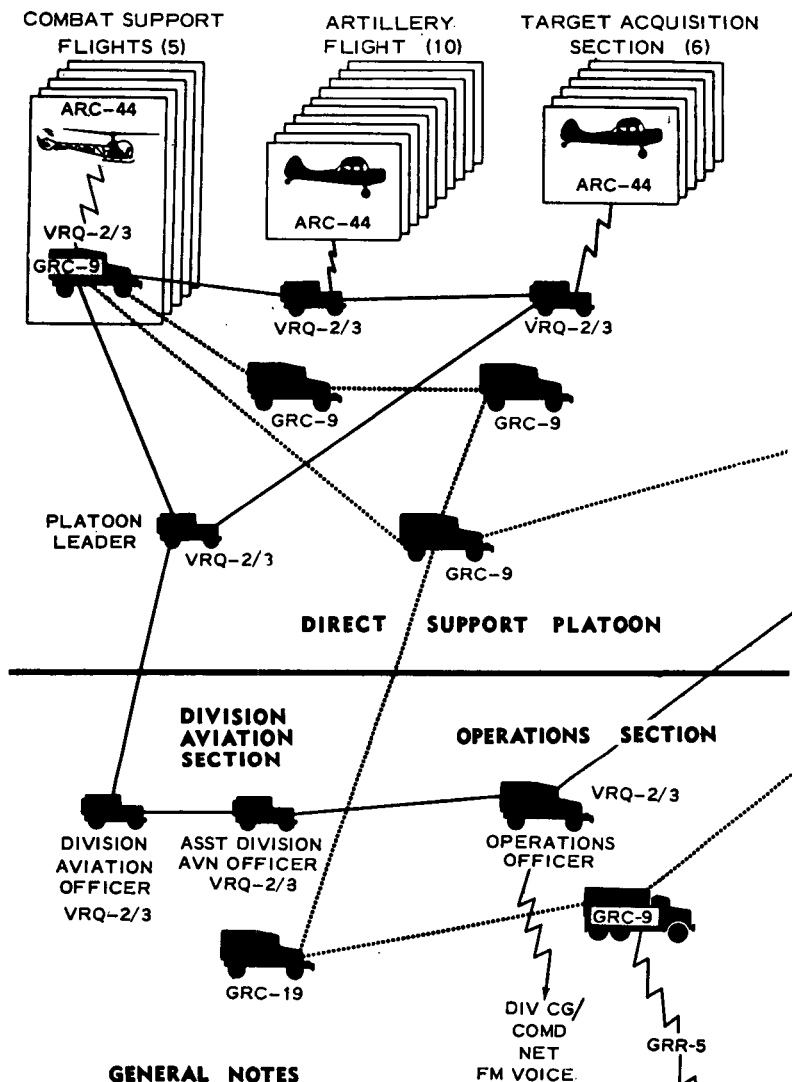 COMBAT SUPPORT
FLIGHTS (5)
ARTILLERY
FLIGHT (10)
TARGET ACQUISITION
SECTION (6)
ARC-44
ARC-44
ARC-44
VRQ-2/3
GRC-9
VRQ-2/3
VRQ-2/3
GRC-9
GRC-9
PLATOON
LEADER
VRQ-2/3
GRC-9
DIRECT SUPPORT PLATOON
DIVISION
AVIATION
SECTION
OPERATIONS SECTION
VRQ-2/3
DIVISION
AVIATION
OFFICER
VRQ-2/3
ASST DIVISION
AVN OFFICER
VRQ-2/3
OPERATIONS
OFFICER
GRC-9
GRC-19
DIV CG/
COMD
NET
FM VOICE
GRR-5
GENERAL NOTES